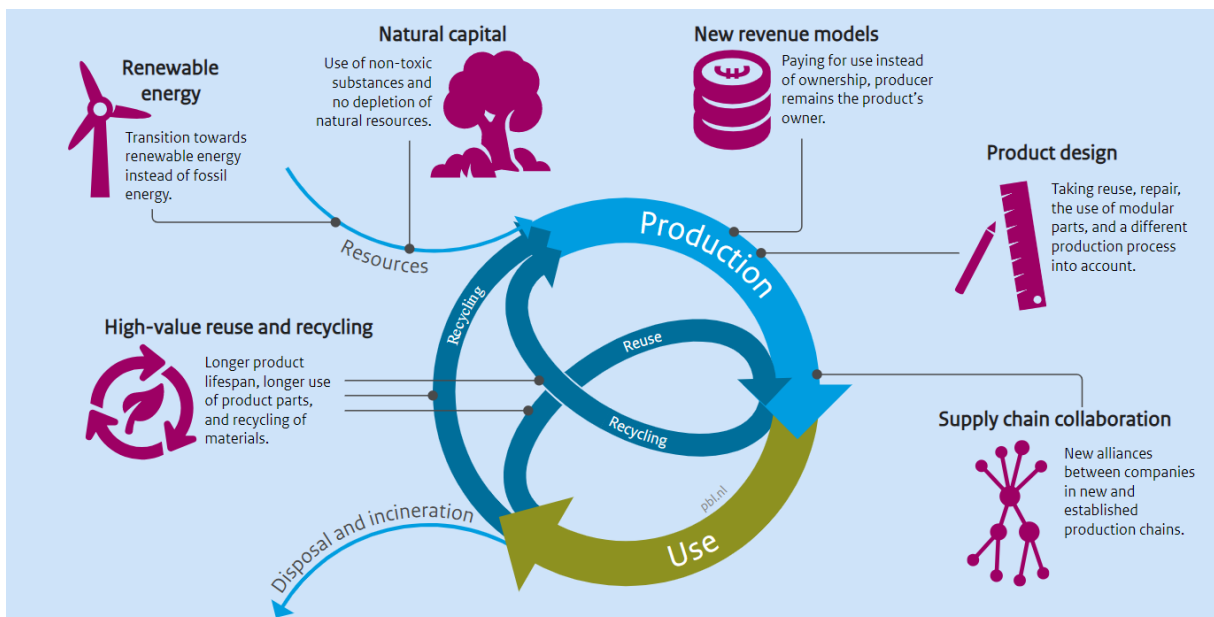 Natural capital
Use of non-toxic
substances and
no depletion of
natural resources.
New revenue models
Paying for use instead
of ownership, producer
remains the product's
owner.
Renewable
energy
Transition towards
renewable energy
instead of fossil
energy.
Product design
Taking reuse, repair,
the use of modular
parts, and a different
production process
into account.
Resources
Production
High-value reuse and recycling
Longer product
lifespan, longer use
of product parts,
and recycling of
materials.
Recycling
Reuse
Recycling
Supply chain collaboration
New alliances
between companies
in new and
established
production chains.
pbl.nl
Use
Disposal and incineration